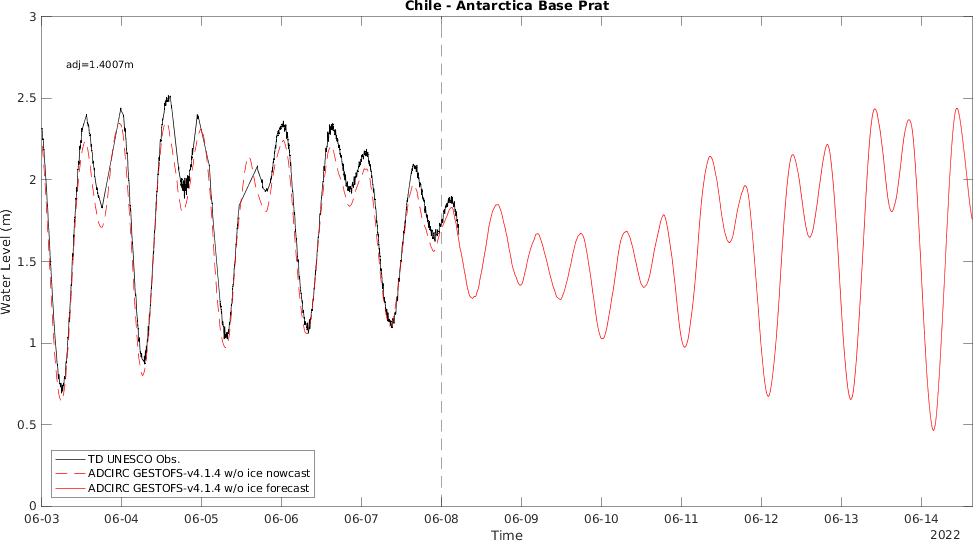 Chile - Antarctica Base Prat
3
adj=1.4007m
2.5
2
1.5
1
0.5
0
Water Level (m)
TD UNESCO Obs.
ADCIRC GESTOFS-v4.1.4 w/o ice nowcast
ADCIRC GESTOFS-v4.1.4 w/o ice forecast
06-03 06-04 06-05 06-06 06-07 06-08 06-09 06-10 06-11 06-12 06-13 06-14
Time
2022